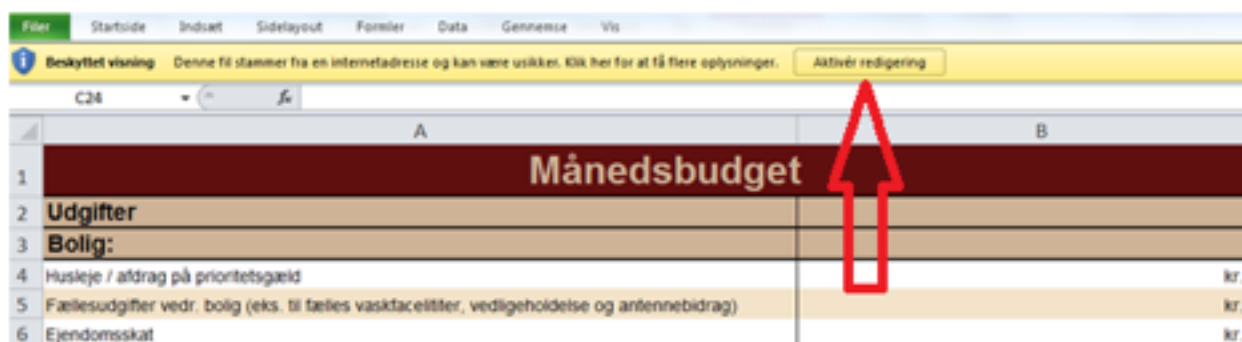 Filer Startside Indsæt Sidelayout Formler Data Gennemse Vis
Beskyttet visning Denne fil stammer fra en internetadresse og kan være usikker. Klik her for at få flere oplysninger. Aktivér redigering
C24 fx
A B
1 Månedsbudget
2 Udgifter
3 Bolig:
4 Husleje / afdrag på prioritetsgæld kr.
5 Fællesudgifter vedr. bolig (eks. til fælles vaskfacelititer, vedligeholdelse og antennebidrag) kr.
6 Ejendomsskat kr.